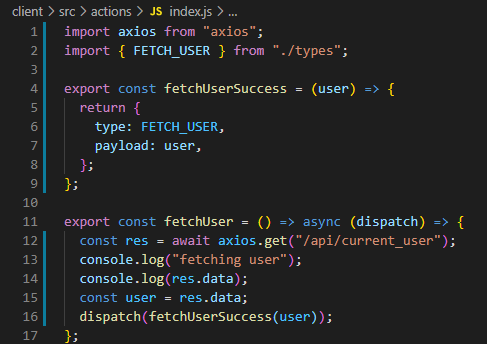 client > src > actions > JS index.js > ...
1 import axios from "axios";
2 import { FETCH_USER } from "./types";
3
4 export const fetchUserSuccess = (user) => {
5   return {
6     type: FETCH_USER,
7     payload: user,
8   };
9 };
10
11 export const fetchUser = () => async (dispatch) => {
12   const res = await axios.get("/api/current_user");
13   console.log("fetching user");
14   console.log(res.data);
15   const user = res.data;
16   dispatch(fetchUserSuccess(user));
17 };